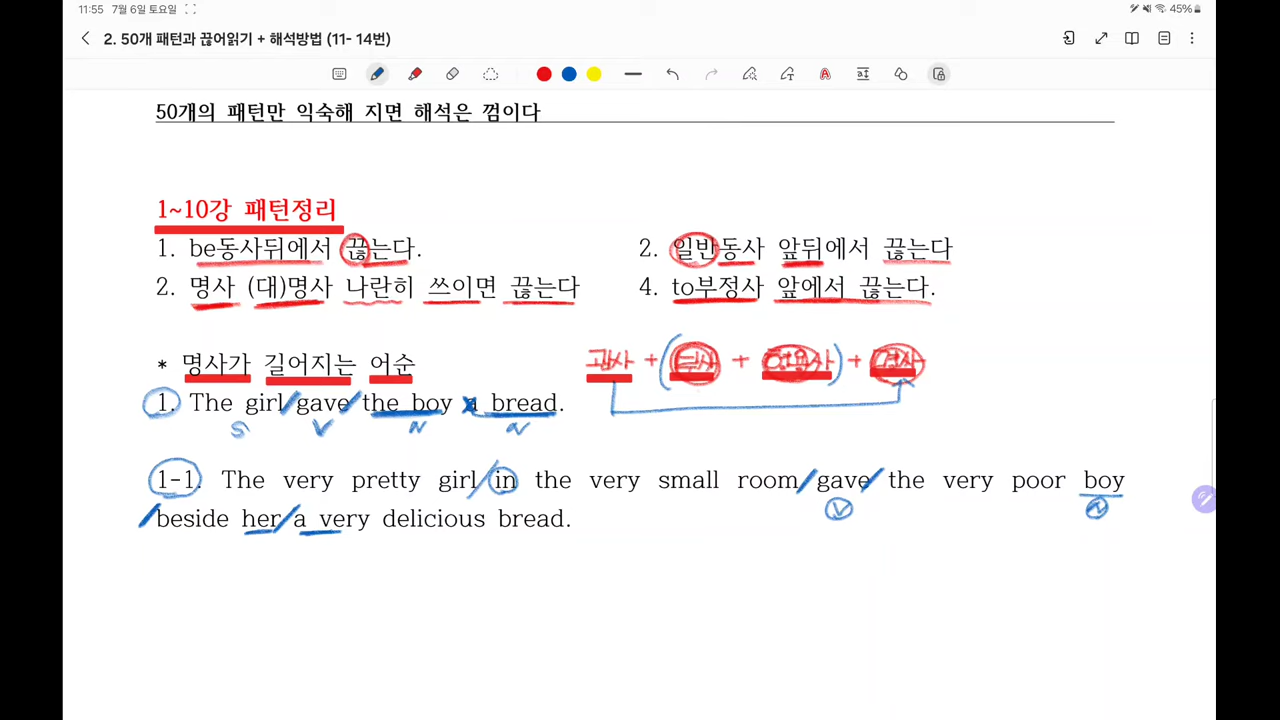 11:55 7월 6일 토요일 45%
2. 50개 패턴과 끊어읽기 + 해석방법 (11- 14번)
50개의 패턴만 익숙해 지면 해석은 껌이다
1~10강 패턴정리
1. be동사뒤에서 끊는다. 2. 일반동사 앞뒤에서 끊는다
2. 명사 (대)명사 나란히 쓰이면 끊는다 4. to부정사 앞에서 끊는다.
* 명사가 길어지는 어순 관사 + (부사 + 형용사) + 명사
1. The girl / gave / the boy a bread.
S V N N
1-1. The very pretty girl / in the very small room / gave / the very poor boy
V N
/ beside her / a very delicious bread.